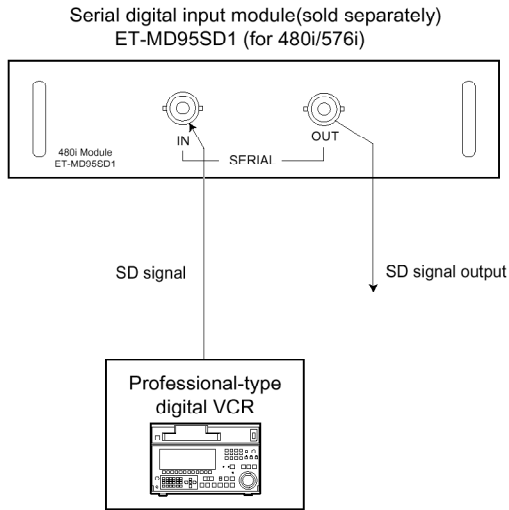 Serial digital input module(sold separately)
ET-MD95SD1 (for 480i/576i)
IN
OUT
480i Module
ET-MD95SD1
SERIAL
SD signal
SD signal output
Professional-type
digital VCR